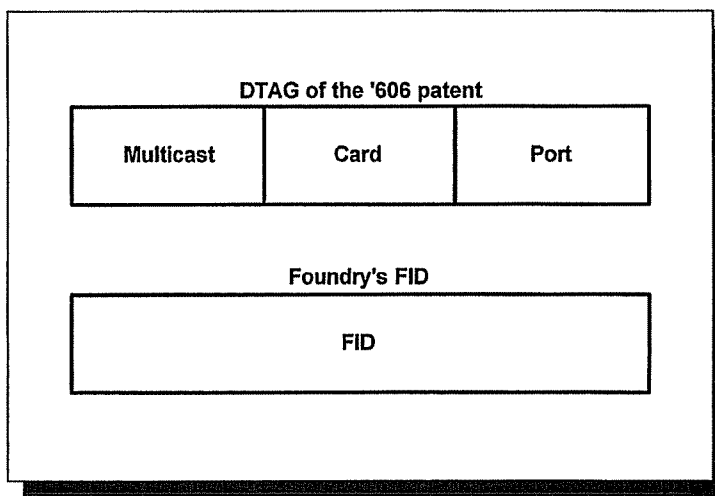 DTAG of the '606 patent
Multicast Card Port
Foundry's FID
FID